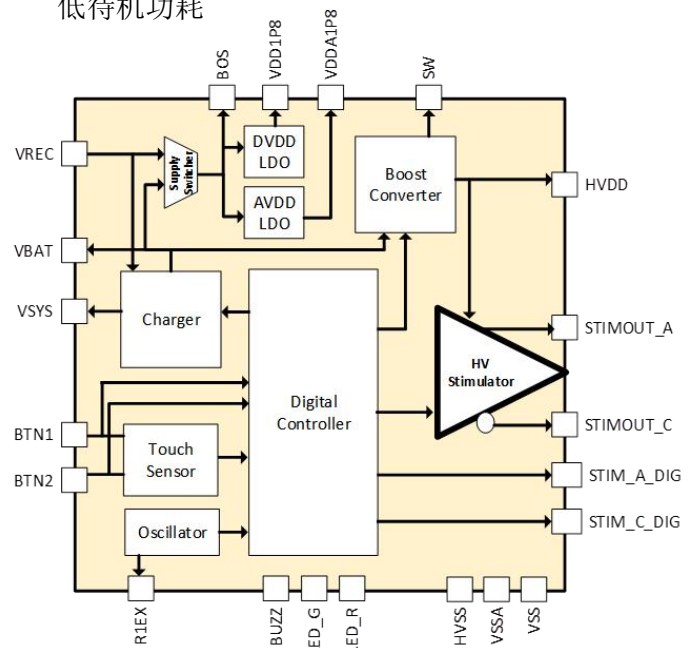 低待机功耗
BOS
VDD1P8
VDDA1P8
SW
VREC
Supply
Switcher
DVDD
LDO
AVDD
LDO
Boost
Converter
HVDD
VBAT
VSYS
Charger
STIMOUT_A
HV
Stimulator
Digital
Controller
STIMOUT_C
BTN1
BTN2
Touch
Sensor
STIM_A_DIG
STIM_C_DIG
Oscillator
R1EX
BUZZ
ED_G
ED_R
HVSS
VSSA
VSS